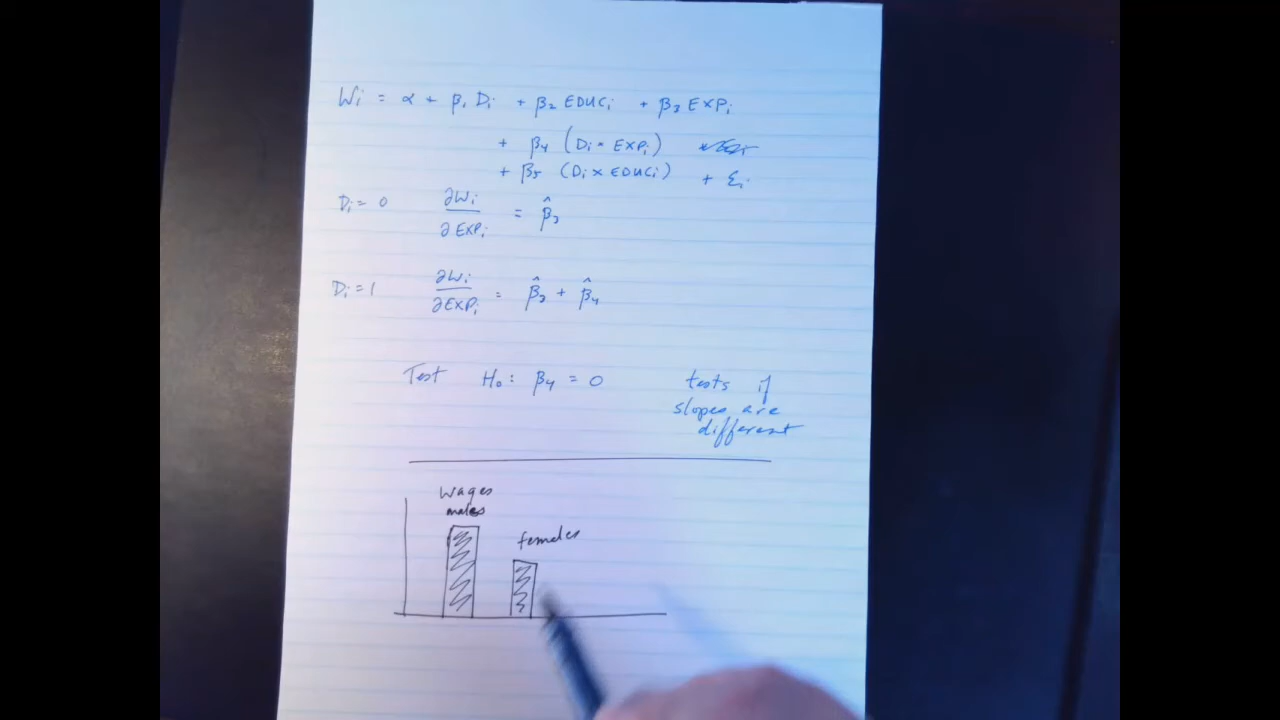 Wi = α + β₁ Di + β₂ EDUCi + β₃ EXPi
+ β₄ (Di × EXPi)
+ β₅ (Di × EDUCi) + εi
Di = 0 ∂Wi / ∂EXPi = β̂₃
Di = 1 ∂Wi / ∂EXPi = β̂₃ + β̂₄
Test H₀: β₄ = 0 tests if
slopes are
different
wages
males
females